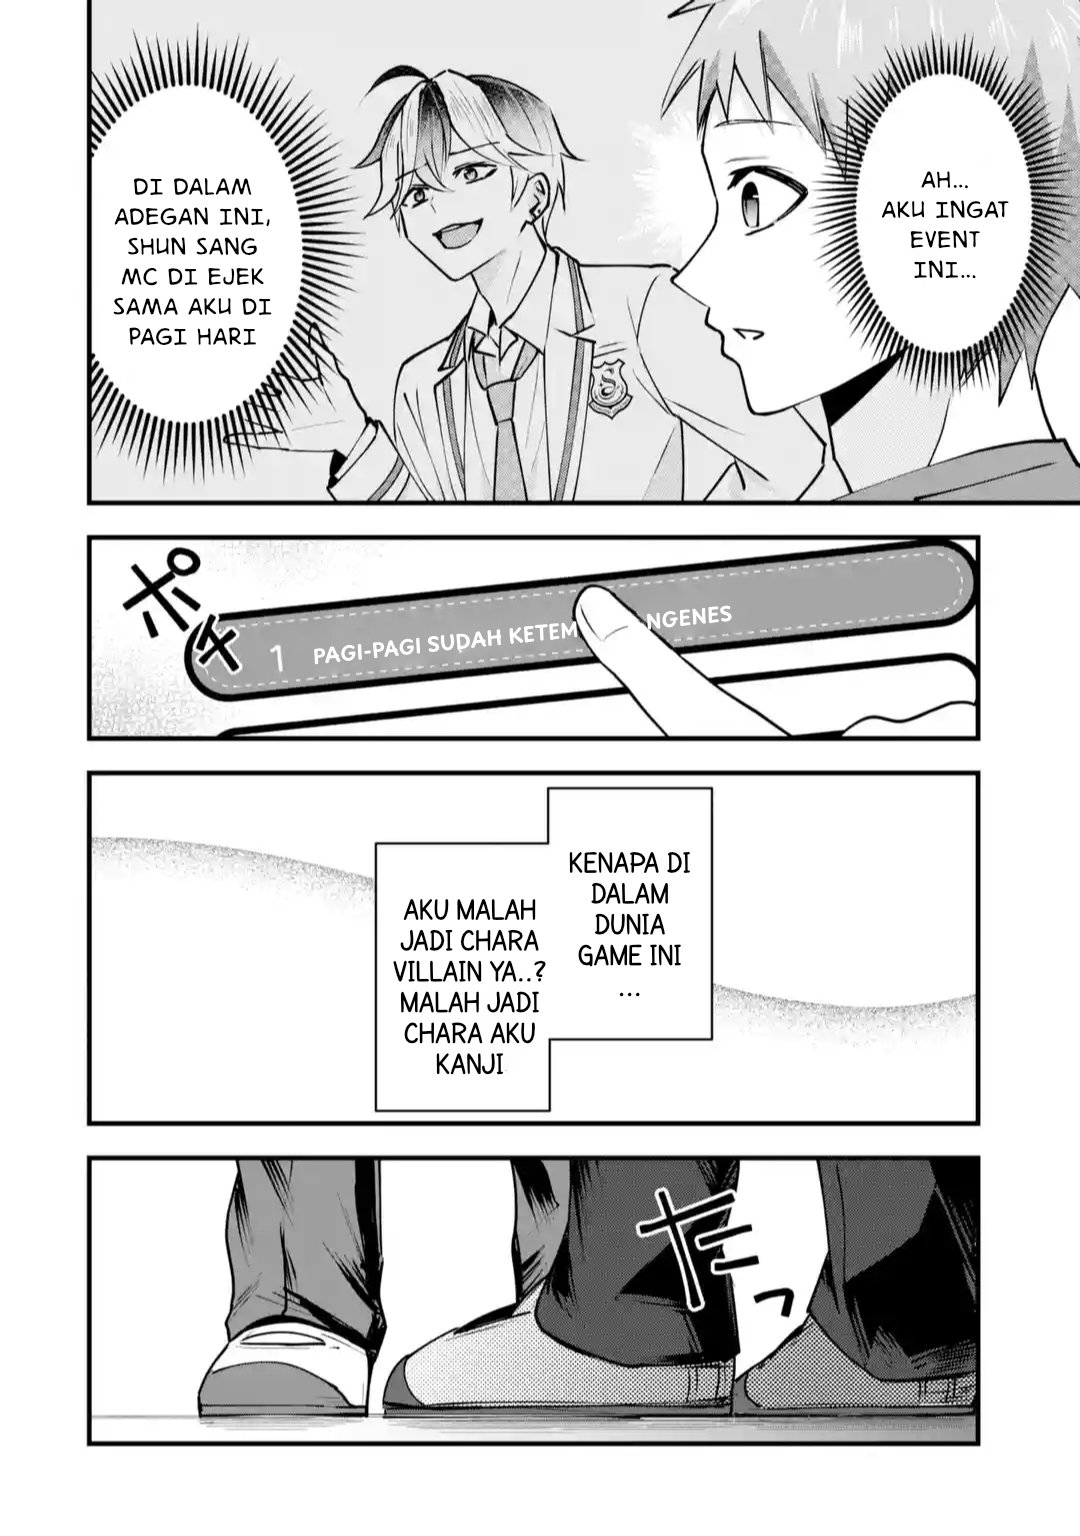 AH...
AKU INGAT
EVENT
INI...
DI DALAM
ADEGAN INI,
SHUN SANG
MC DI EJEK
SAMA AKU DI
PAGI HARI
ポチ
1 PAGI-PAGI SUDAH KETEM NGENES
KENAPA DI
DALAM
DUNIA
GAME INI
...
AKU MALAH
JADI CHARA
VILLAIN YA..?
MALAH JADI
CHARA AKU
KANJI
たこっ